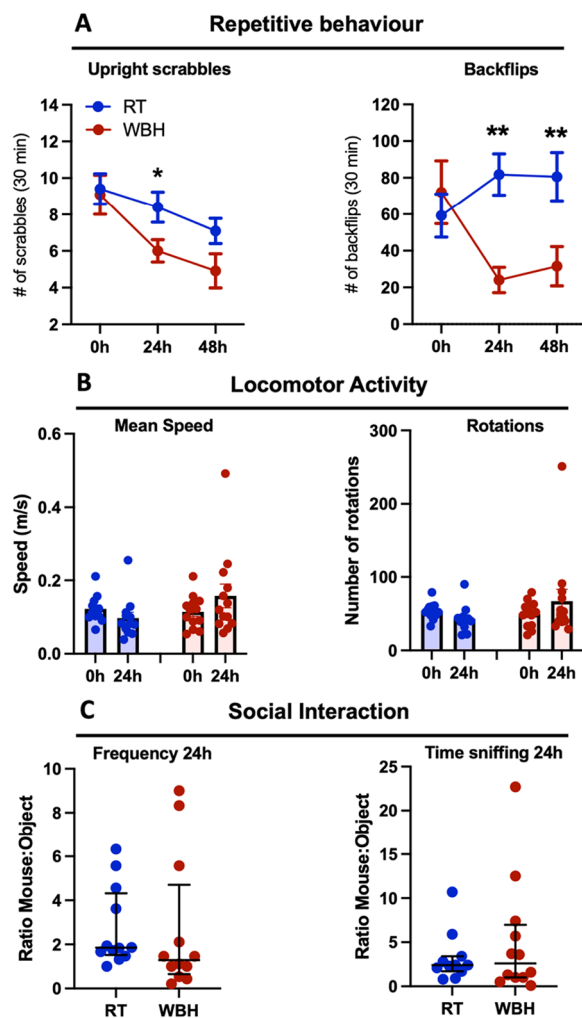 A Repetitive behaviour
Upright scrabbles
RT
WBH
# of scrabbles (30 min)
14
12
10
8
6
4
2
*
0h 24h 48h
Backflips
# of backflips (30 min)
120
100
80
60
40
20
0
** **
0h 24h 48h
B Locomotor Activity
Mean Speed
Speed (m/s)
0.6
0.4
0.2
0.0
0h 24h 0h 24h
Rotations
Number of rotations
300
200
100
0
0h 24h 0h 24h
C Social Interaction
Frequency 24h
Ratio Mouse:Object
10
8
6
4
2
0
RT WBH
Time sniffing 24h
Ratio Mouse:Object
25
20
15
10
5
0
RT WBH